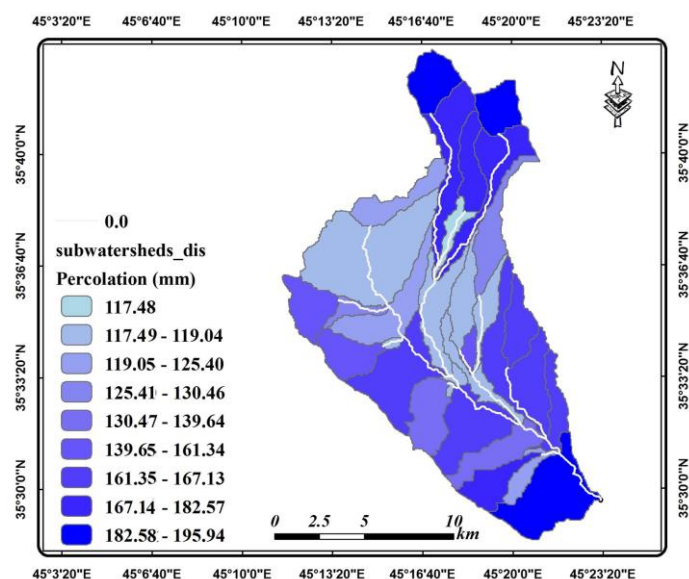 45°3'20"E 45°6'40"E 45°10'0"E 45°13'20"E 45°16'40"E 45°20'0"E 45°23'20"E
N
35°40'0"N 35°40'0"N
35°36'40"N 35°36'40"N
35°33'20"N 35°33'20"N
35°30'0"N 35°30'0"N
0.0
subwatersheds_dis
Percolation (mm)
117.48
117.49 - 119.04
119.05 - 125.40
125.41 - 130.46
130.47 - 139.64
139.65 - 161.34
161.35 - 167.13
167.14 - 182.57
182.58 - 195.94
0 2.5 5 10
km
45°3'20"E 45°6'40"E 45°10'0"E 45°13'20"E 45°16'40"E 45°20'0"E 45°23'20"E